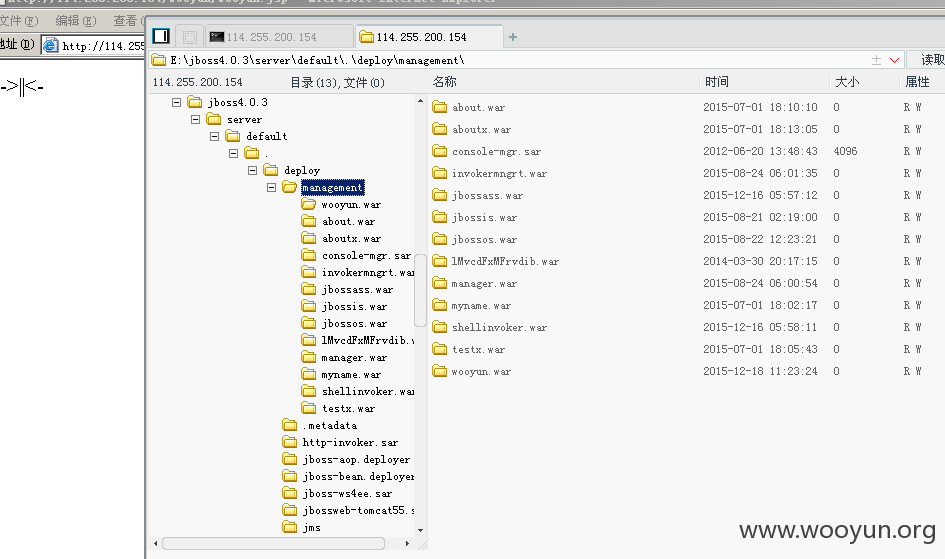 文件(F) 编辑(E) 查看(
地址(D) http://114.255
->||<-
114.255.200.154
114.255.200.154
E:\jboss4.0.3\server\default\.\deploy\management\
读取
114.255.200.154 目录(13),文件(0)
名称 时间 大小 属性
jboss4.0.3
server
default
.
deploy
management
wooyun.war
about.war
aboutx.war
console-mgr.sar
invokermngrt.war
jbossass.war
jbossis.war
jbossos.war
lMvcdFxMFrvdib.w
manager.war
myname.war
shellinvoker.war
testx.war
.metadata
http-invoker.sar
jboss-aop.deployer
jboss-bean.deployer
jboss-ws4ee.sar
jbossweb-tomcat55.s
jms
about.war 2015-07-01 18:10:10 0 R W
aboutx.war 2015-07-01 18:13:05 0 R W
console-mgr.sar 2012-06-20 13:48:43 4096 R W
invokermngrt.war 2015-08-24 06:01:35 0 R W
jbossass.war 2015-12-16 05:57:12 0 R W
jbossis.war 2015-08-21 02:19:00 0 R W
jbossos.war 2015-08-22 12:23:21 0 R W
lMvcdFxMFrvdib.war 2014-03-30 20:17:15 0 R W
manager.war 2015-08-24 06:00:54 0 R W
myname.war 2015-07-01 18:02:17 0 R W
shellinvoker.war 2015-12-16 05:58:11 0 R W
testx.war 2015-07-01 18:05:43 0 R W
wooyun.war 2015-12-18 11:23:24 0 R W
www.wooyun.org